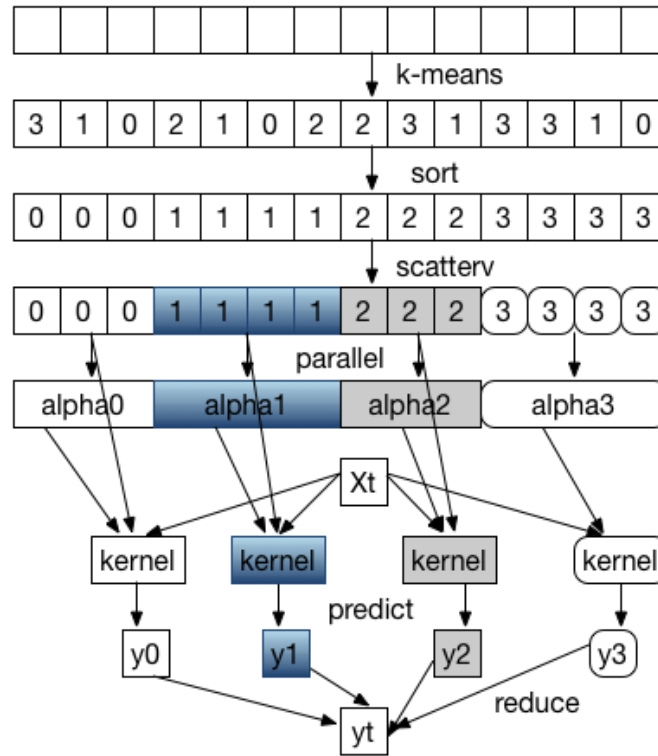 k-means
3 1 0 2 1 0 2 2 3 1 3 3 1 0
sort
0 0 0 1 1 1 1 2 2 2 3 3 3 3
scatterv
0 0 0 1 1 1 1 2 2 2 3 3 3 3
parallel
alpha0 alpha1 alpha2 alpha3
Xt
kernel kernel kernel kernel
predict
y0 y1 y2 y3
reduce
yt